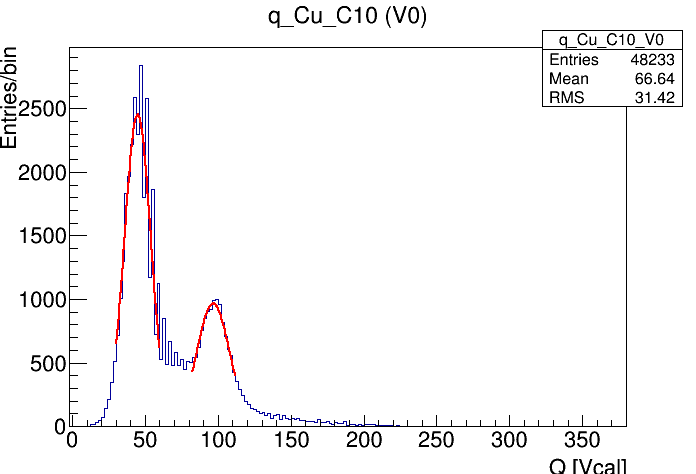 q_Cu_C10 (V0)
q_Cu_C10_V0
Entries 48233
Mean 66.64
RMS 31.42
Entries/bin
2500
2000
1500
1000
500
0
0 50 100 150 200 250 300 350
Q [Vcal]